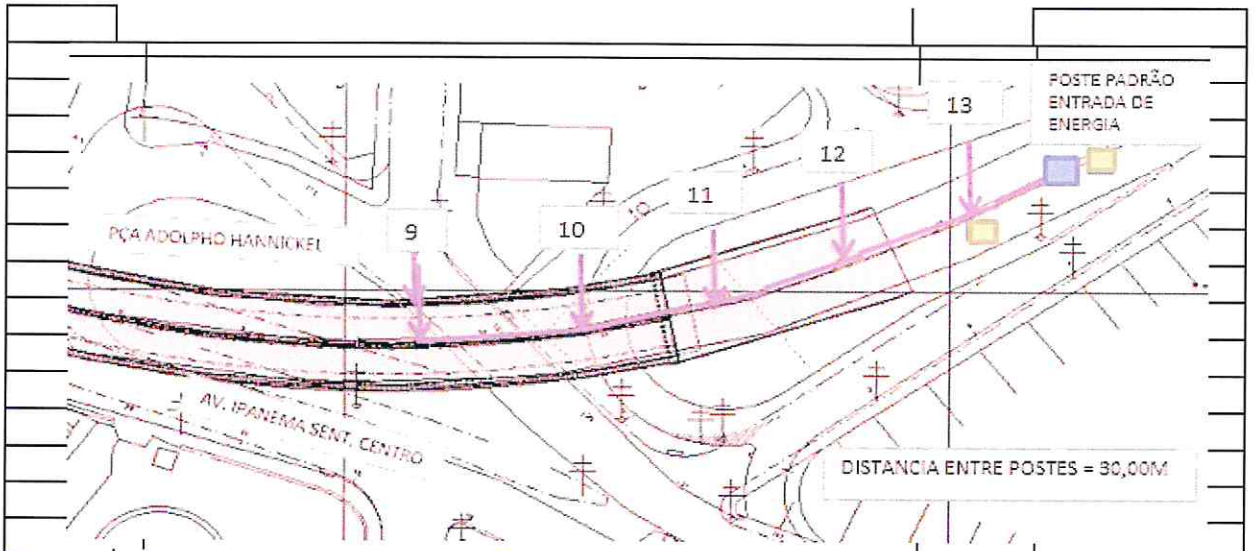 POSTE PADRÃO
ENTRADA DE
ENERGIA
13
12
11
10
9
PÇA ADOLPHO HANNICKEL
AV. IPANEMA SENT. CENTRO
DISTANCIA ENTRE POSTES = 30,00M